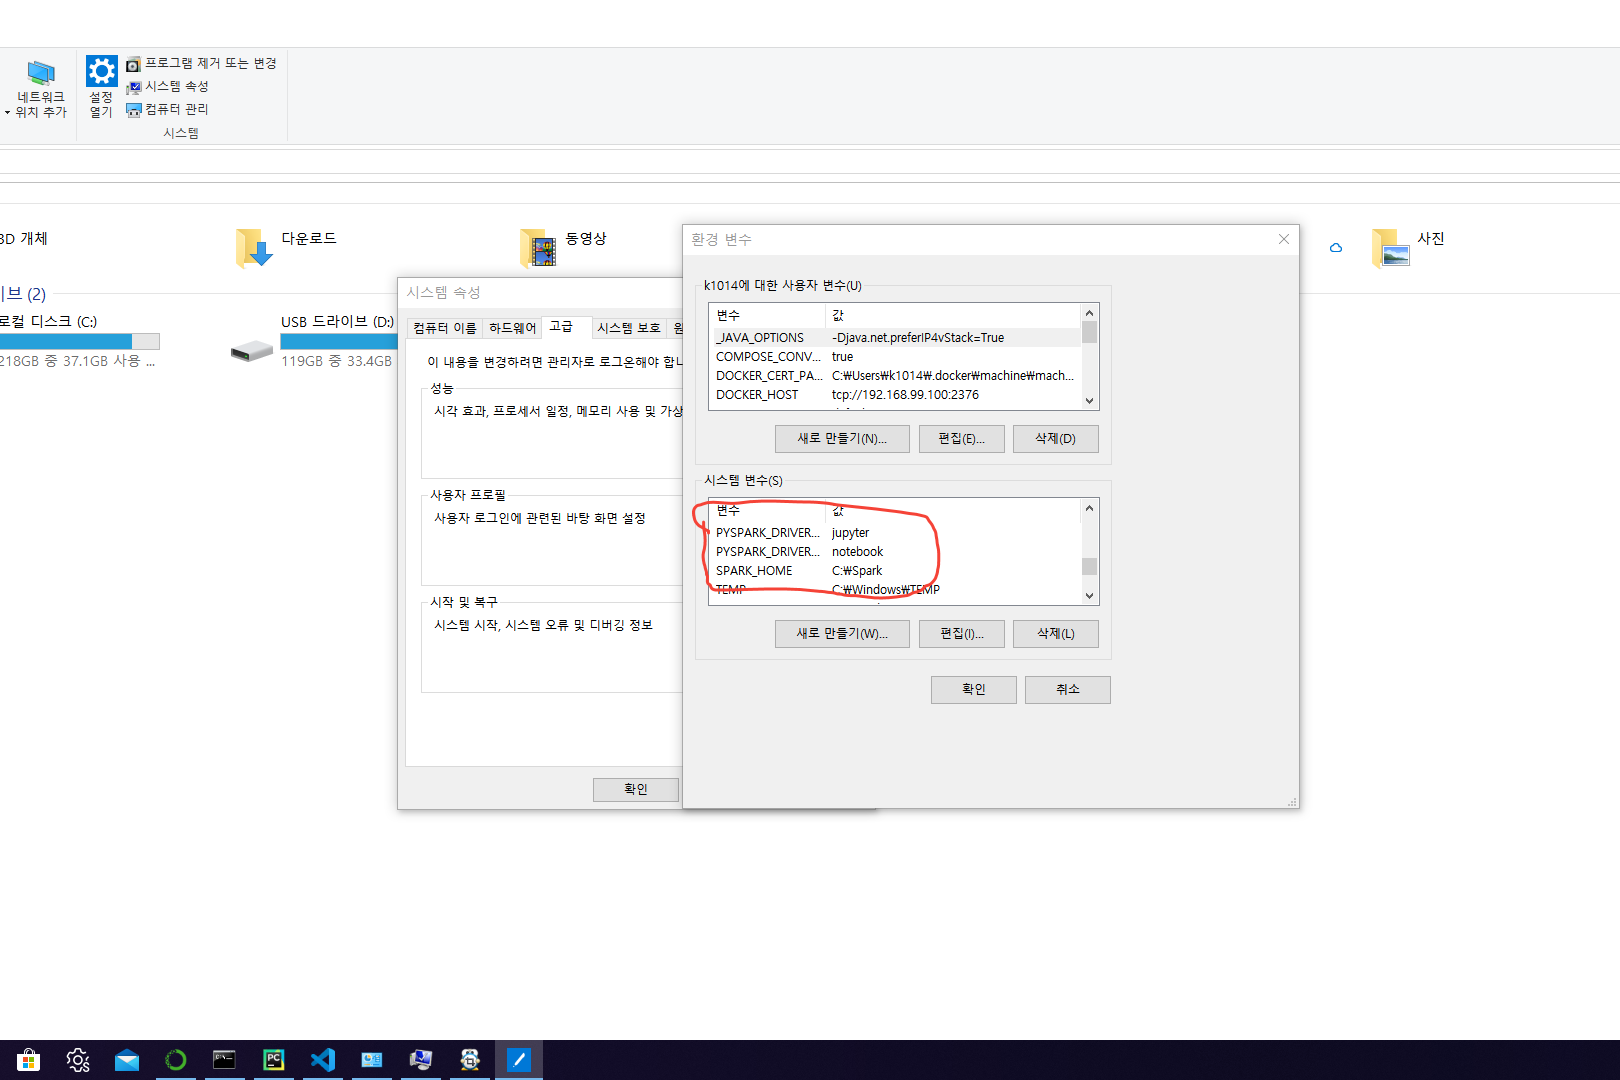 네트워크
위치 추가
설정
열기
프로그램 제거 또는 변경
시스템 속성
컴퓨터 관리
시스템
3D 개체
다운로드
동영상
사진
이브 (2)
로컬 디스크 (C:)
218GB 중 37.1GB 사용 ...
USB 드라이브 (D:)
119GB 중 33.4GB
시스템 속성
컴퓨터 이름
하드웨어
고급
시스템 보호
원
이 내용을 변경하려면 관리자로 로그온해야 합니
성능
시각 효과, 프로세서 일정, 메모리 사용 및 가상
사용자 프로필
사용자 로그인에 관련된 바탕 화면 설정
시작 및 복구
시스템 시작, 시스템 오류 및 디버깅 정보
확인
환경 변수
k1014에 대한 사용자 변수(U)
변수 값
_JAVA_OPTIONS -Djava.net.preferIP4vStack=True
COMPOSE_CONV... true
DOCKER_CERT_PA... C:₩Users₩k1014₩.docker₩machine₩mach...
DOCKER_HOST tcp://192.168.99.100:2376
새로 만들기(N)... 편집(E)... 삭제(D)
시스템 변수(S)
변수 값
PYSPARK_DRIVER... jupyter
PYSPARK_DRIVER... notebook
SPARK_HOME C:₩Spark
TEMP C:₩Windows₩TEMP
새로 만들기(W)... 편집(I)... 삭제(L)
확인 취소